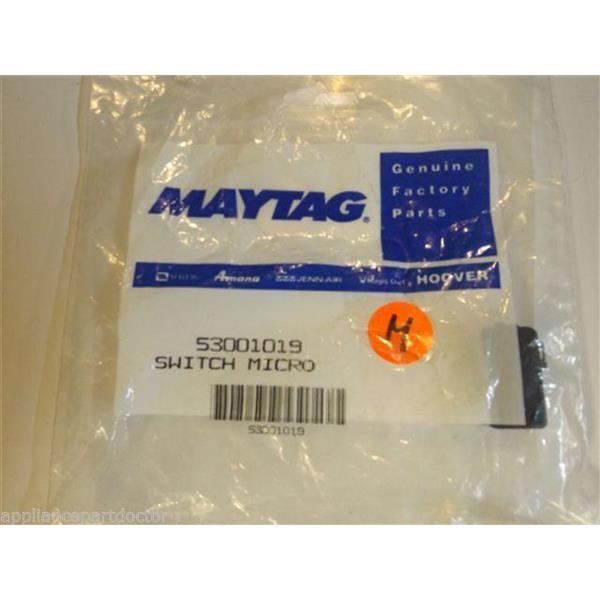 MAYTAG®
Genuine
Factory
Parts
Amana JENN-AIR HOOVER
M
53001019
SWITCH MICRO
53001019
appliancepartdoctor